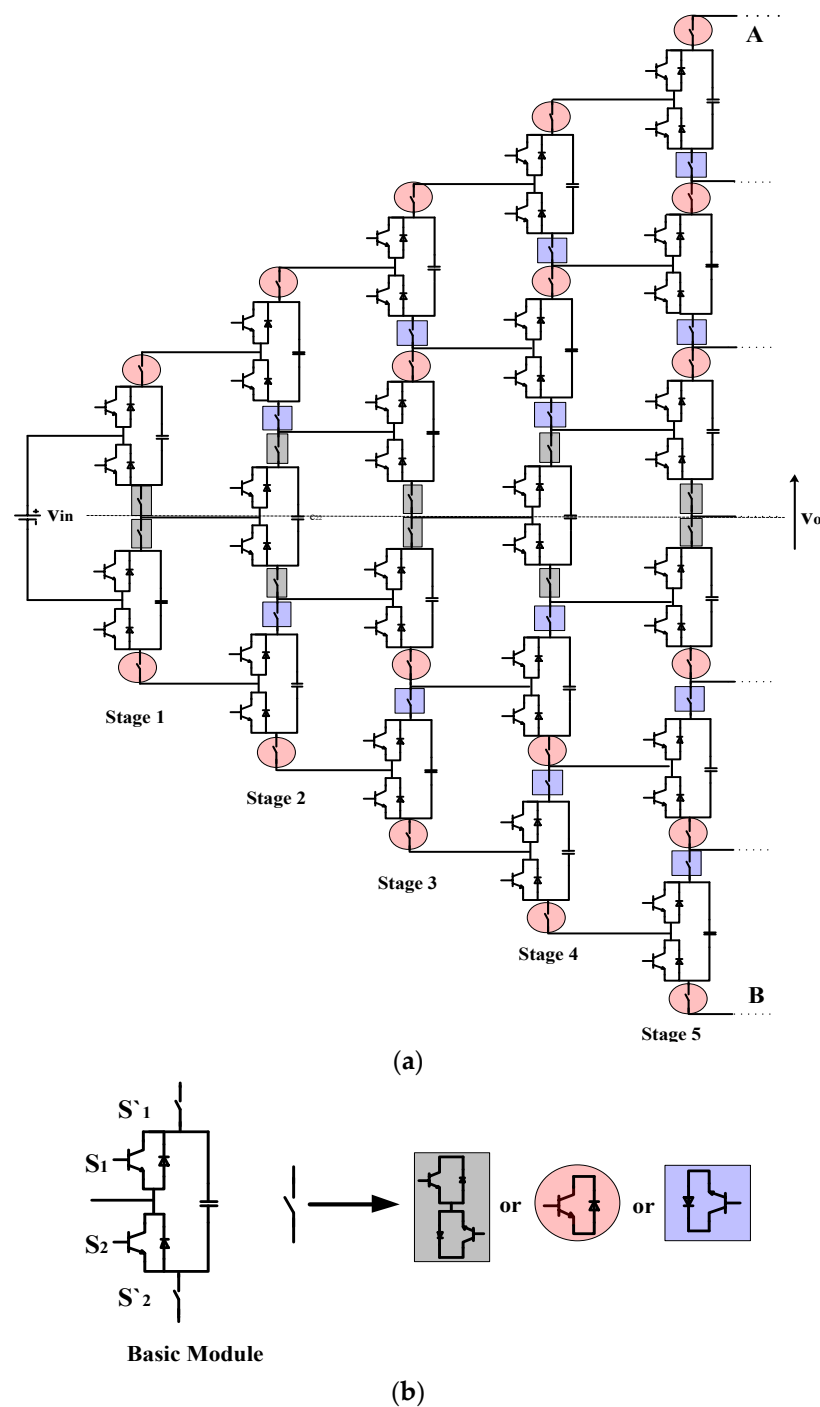 A
Vin
Vo
Stage 1
Stage 2
Stage 3
Stage 4
B
Stage 5
(a)
S`1
S1
S2
S`2
or
or
Basic Module
(b)